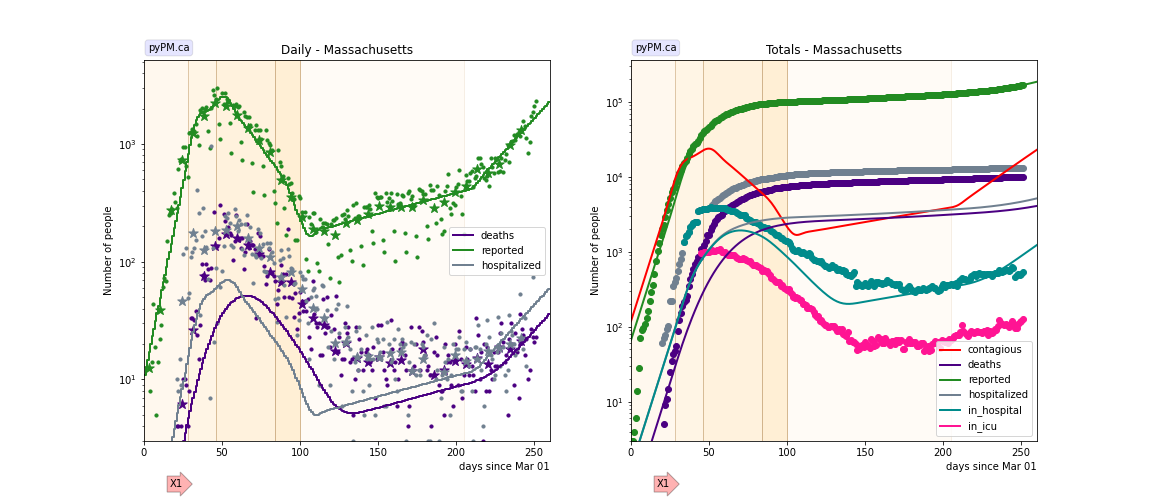 pyPM.ca
Daily - Massachusetts
Number of people
10³
10²
10¹
deaths
reported
hospitalized
0 50 100 150 200 250
days since Mar 01
X1
pyPM.ca
Totals - Massachusetts
Number of people
10⁵
10⁴
10³
10²
10¹
contagious
deaths
reported
hospitalized
in_hospital
in_icu
0 50 100 150 200 250
days since Mar 01
X1